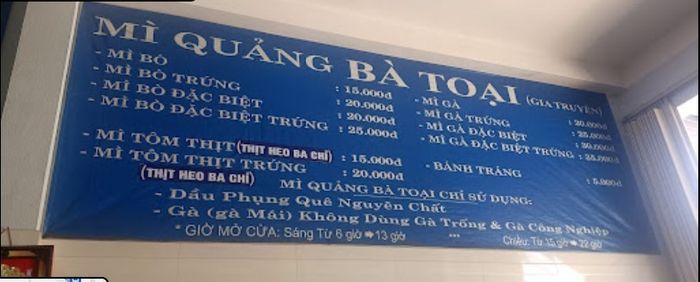 MÌ QUẢNG BÀ TOẠI (GIA TRUYỀN)
- MÌ BÒ : 15.000đ
- MÌ BÒ TRỨNG : 20.000đ
- MÌ BÒ ĐẶC BIỆT : 20.000đ
- MÌ BÒ ĐẶC BIỆT TRỨNG : 25.000đ
- MÌ TÔM THỊT (THỊT HEO BA CHỈ) : 15.000đ
- MÌ TÔM THỊT TRỨNG : 20.000đ
(THỊT HEO BA CHỈ)
- MÌ GÀ : 20.000đ
- MÌ GÀ TRỨNG : 25.000đ
- MÌ GÀ ĐẶC BIỆT : 30.000đ
- MÌ GÀ ĐẶC BIỆT TRỨNG :
- BÁNH TRÁNG : 5.000đ
MÌ QUẢNG BÀ TOẠI CHỈ SỬ DỤNG:
- Dầu Phụng Quê Nguyên Chất
- Gà (gà Mái) Không Dùng Gà Trống & Gà Công Nghiệp
* GIỜ MỞ CỬA: Sáng Từ 6 giờ ➡ 13 giờ *** Chiều: Từ 15 giờ ➡ 22 giờ